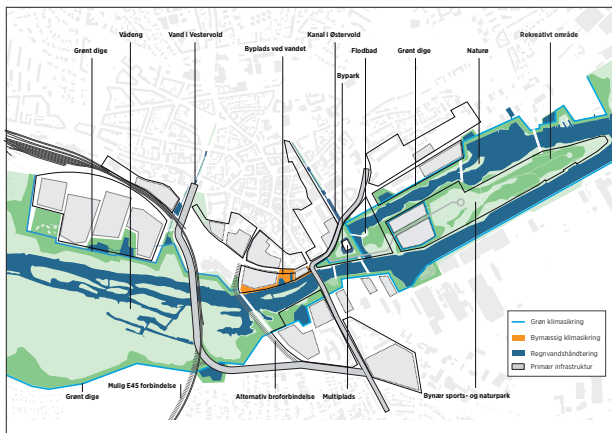 Vådeng
Vand i Vestervold
Kanal i Østervold
Rekreativt område
Grønt dige
Byplads ved vandet
Flodbad
Grønt dige
Naturø
Bypark
Grøn klimasikring
Bymæssig klimasikring
Regnvandshåndtering
Primær infrastruktur
Mulig E45 forbindelse
Grønt dige
Alternativ broforbindelse
Multiplads
Bynær sports- og naturpark